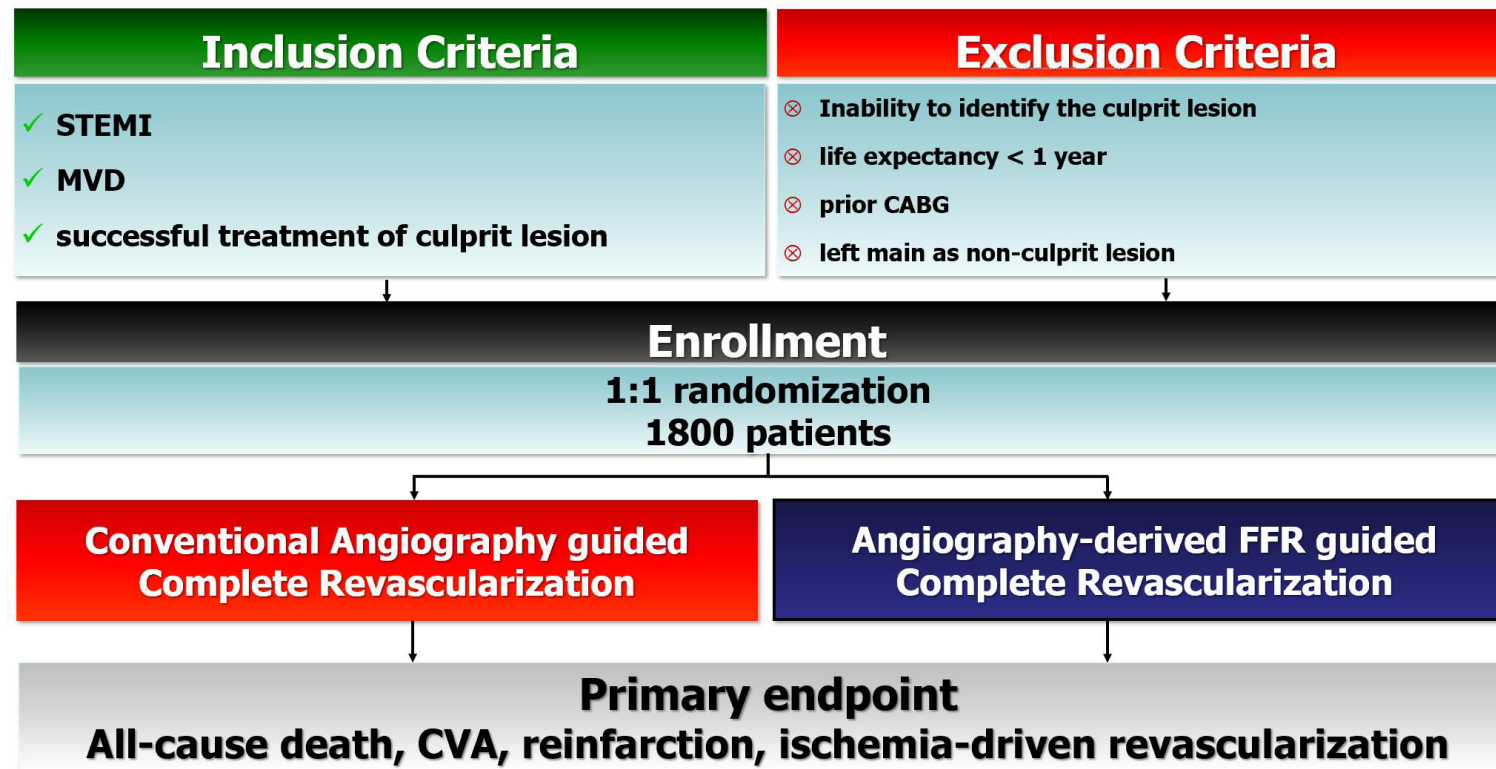 Inclusion Criteria
✓ STEMI
✓ MVD
✓ successful treatment of culprit lesion
Exclusion Criteria
⊗ Inability to identify the culprit lesion
⊗ life expectancy < 1 year
⊗ prior CABG
⊗ left main as non-culprit lesion
Enrollment
1:1 randomization
1800 patients
Conventional Angiography guided
Complete Revascularization
Angiography-derived FFR guided
Complete Revascularization
Primary endpoint
All-cause death, CVA, reinfarction, ischemia-driven revascularization